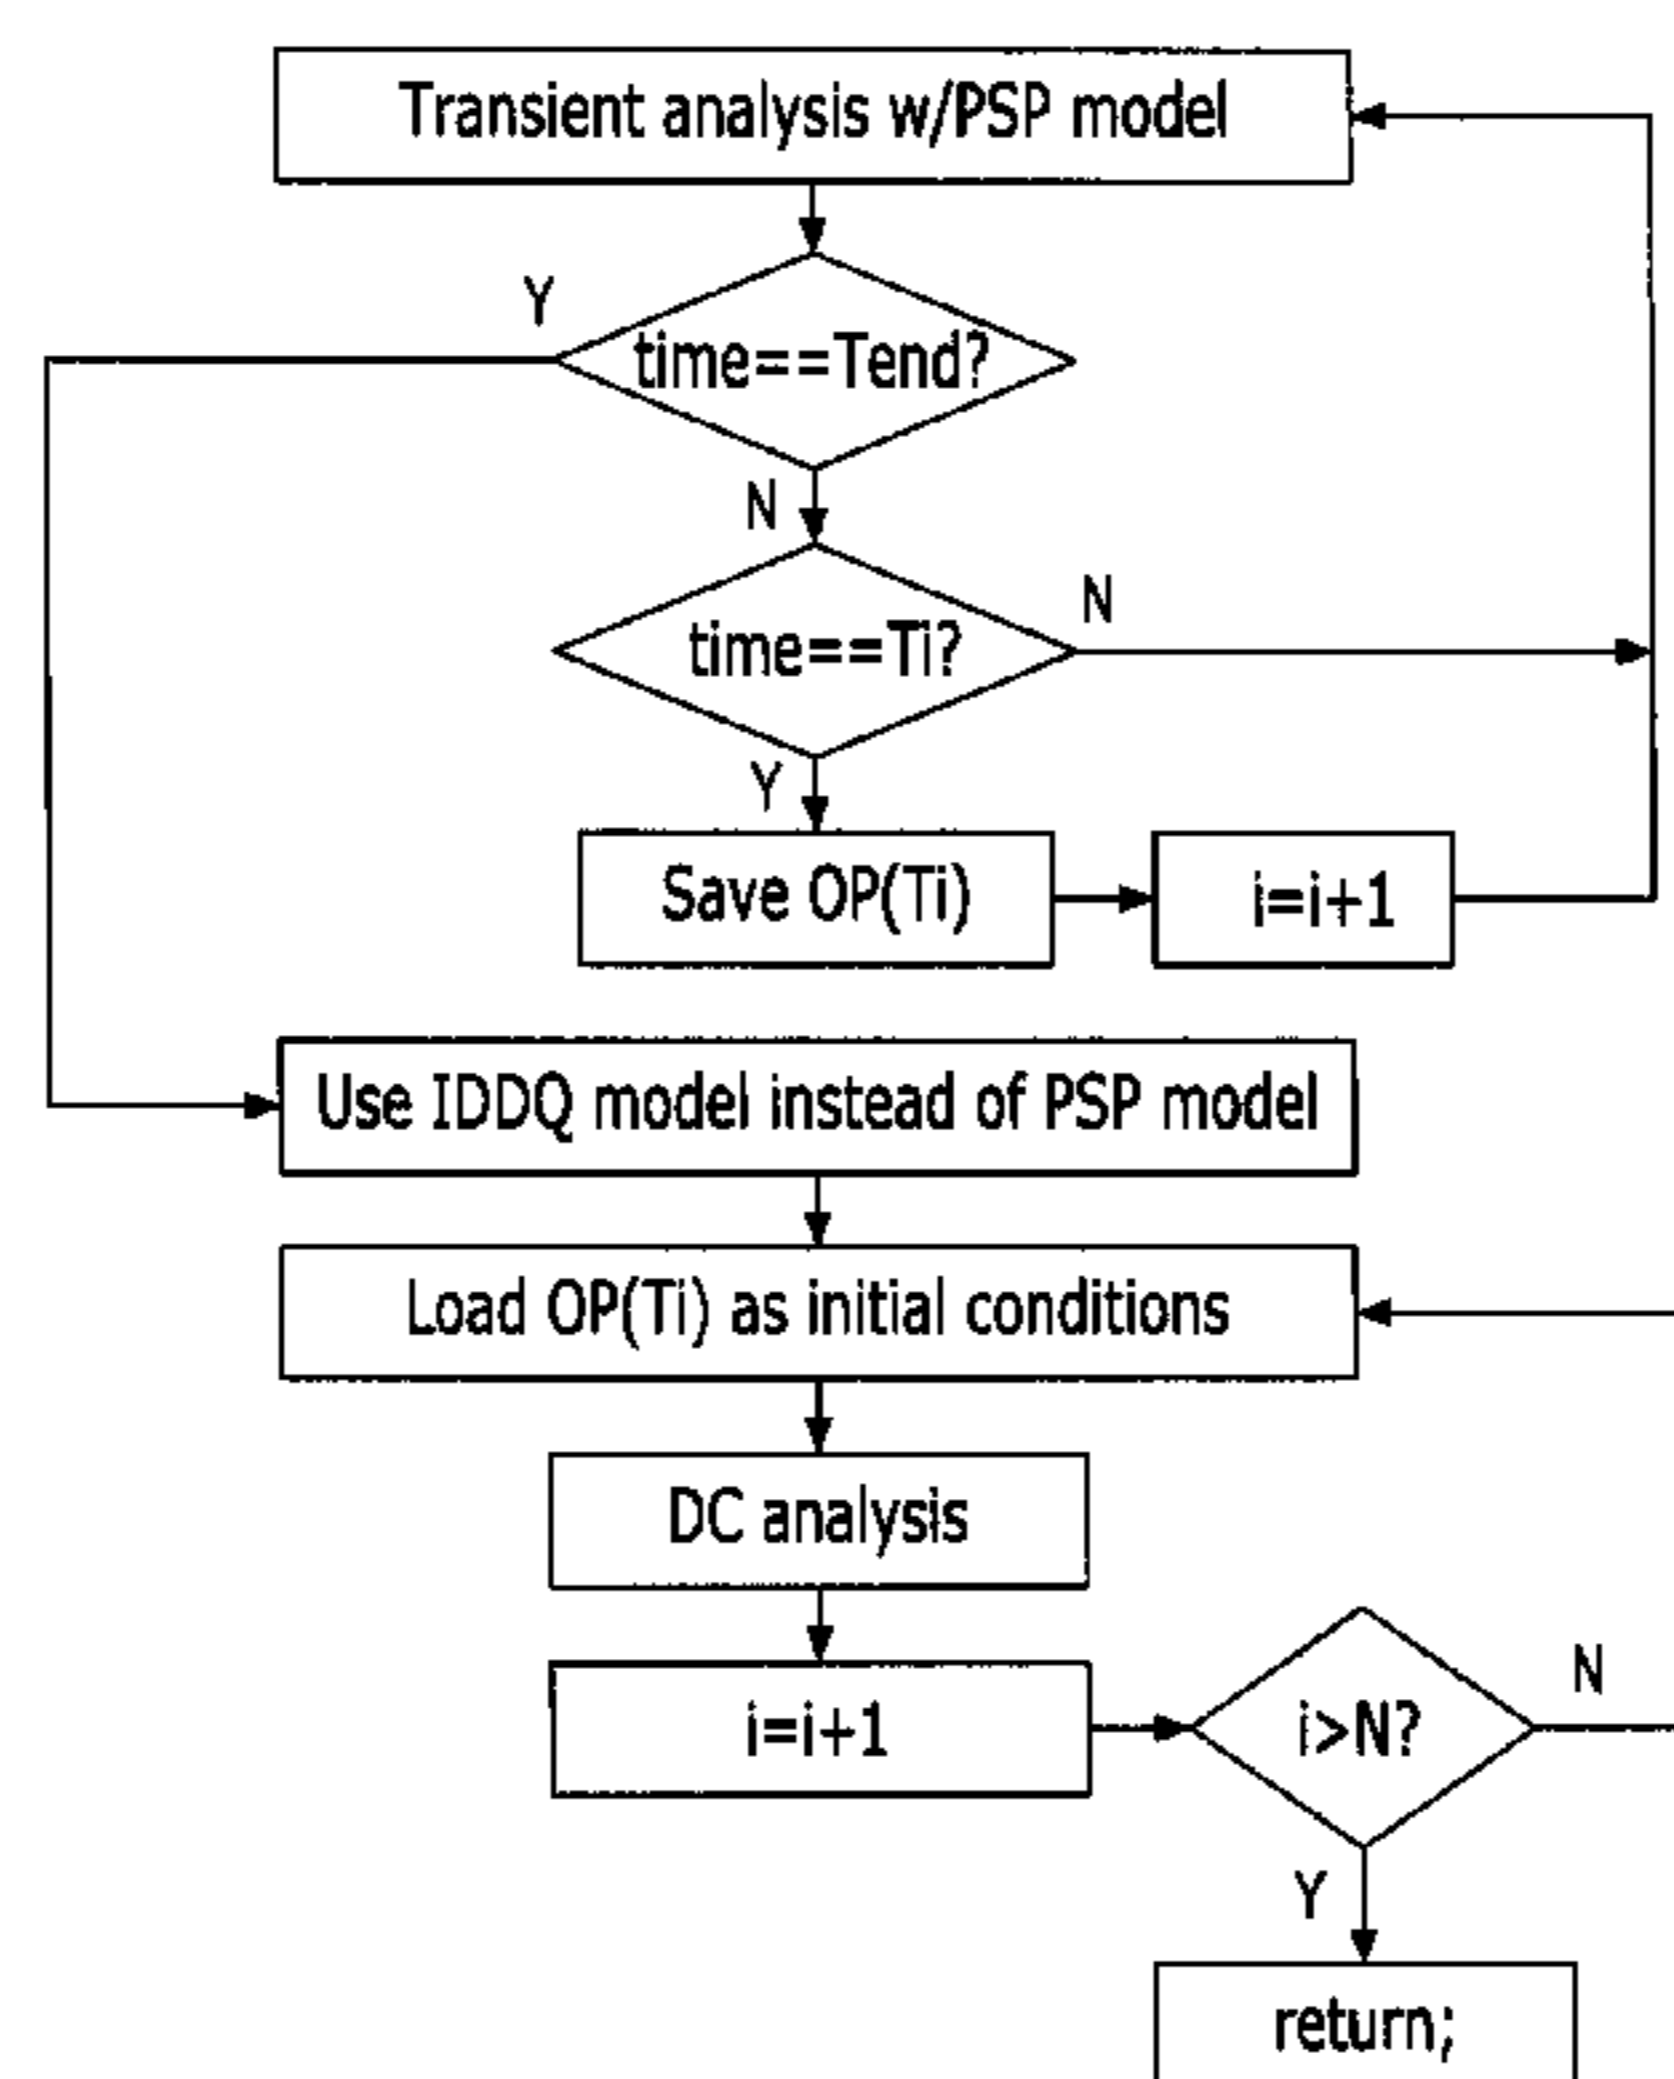 Transient analysis w/PSP model
Y
time==Tend?
N
time==Ti?
N
Y
Save OP(Ti)
i=i+1
Use IDDQ model instead of PSP model
Load OP(Ti) as initial conditions
DC analysis
i=i+1
i>N?
N
Y
return;